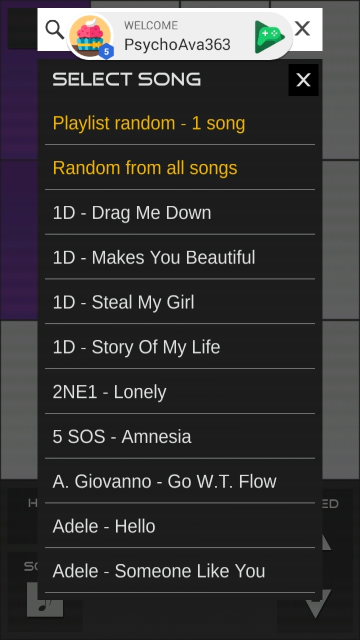 WELCOME
PsychoAva363
5
SELECT SONG
X
Playlist random - 1 song
Random from all songs
1D - Drag Me Down
1D - Makes You Beautiful
1D - Steal My Girl
1D - Story Of My Life
2NE1 - Lonely
5 SOS - Amnesia
A. Giovanno - Go W.T. Flow
Adele - Hello
Adele - Someone Like You